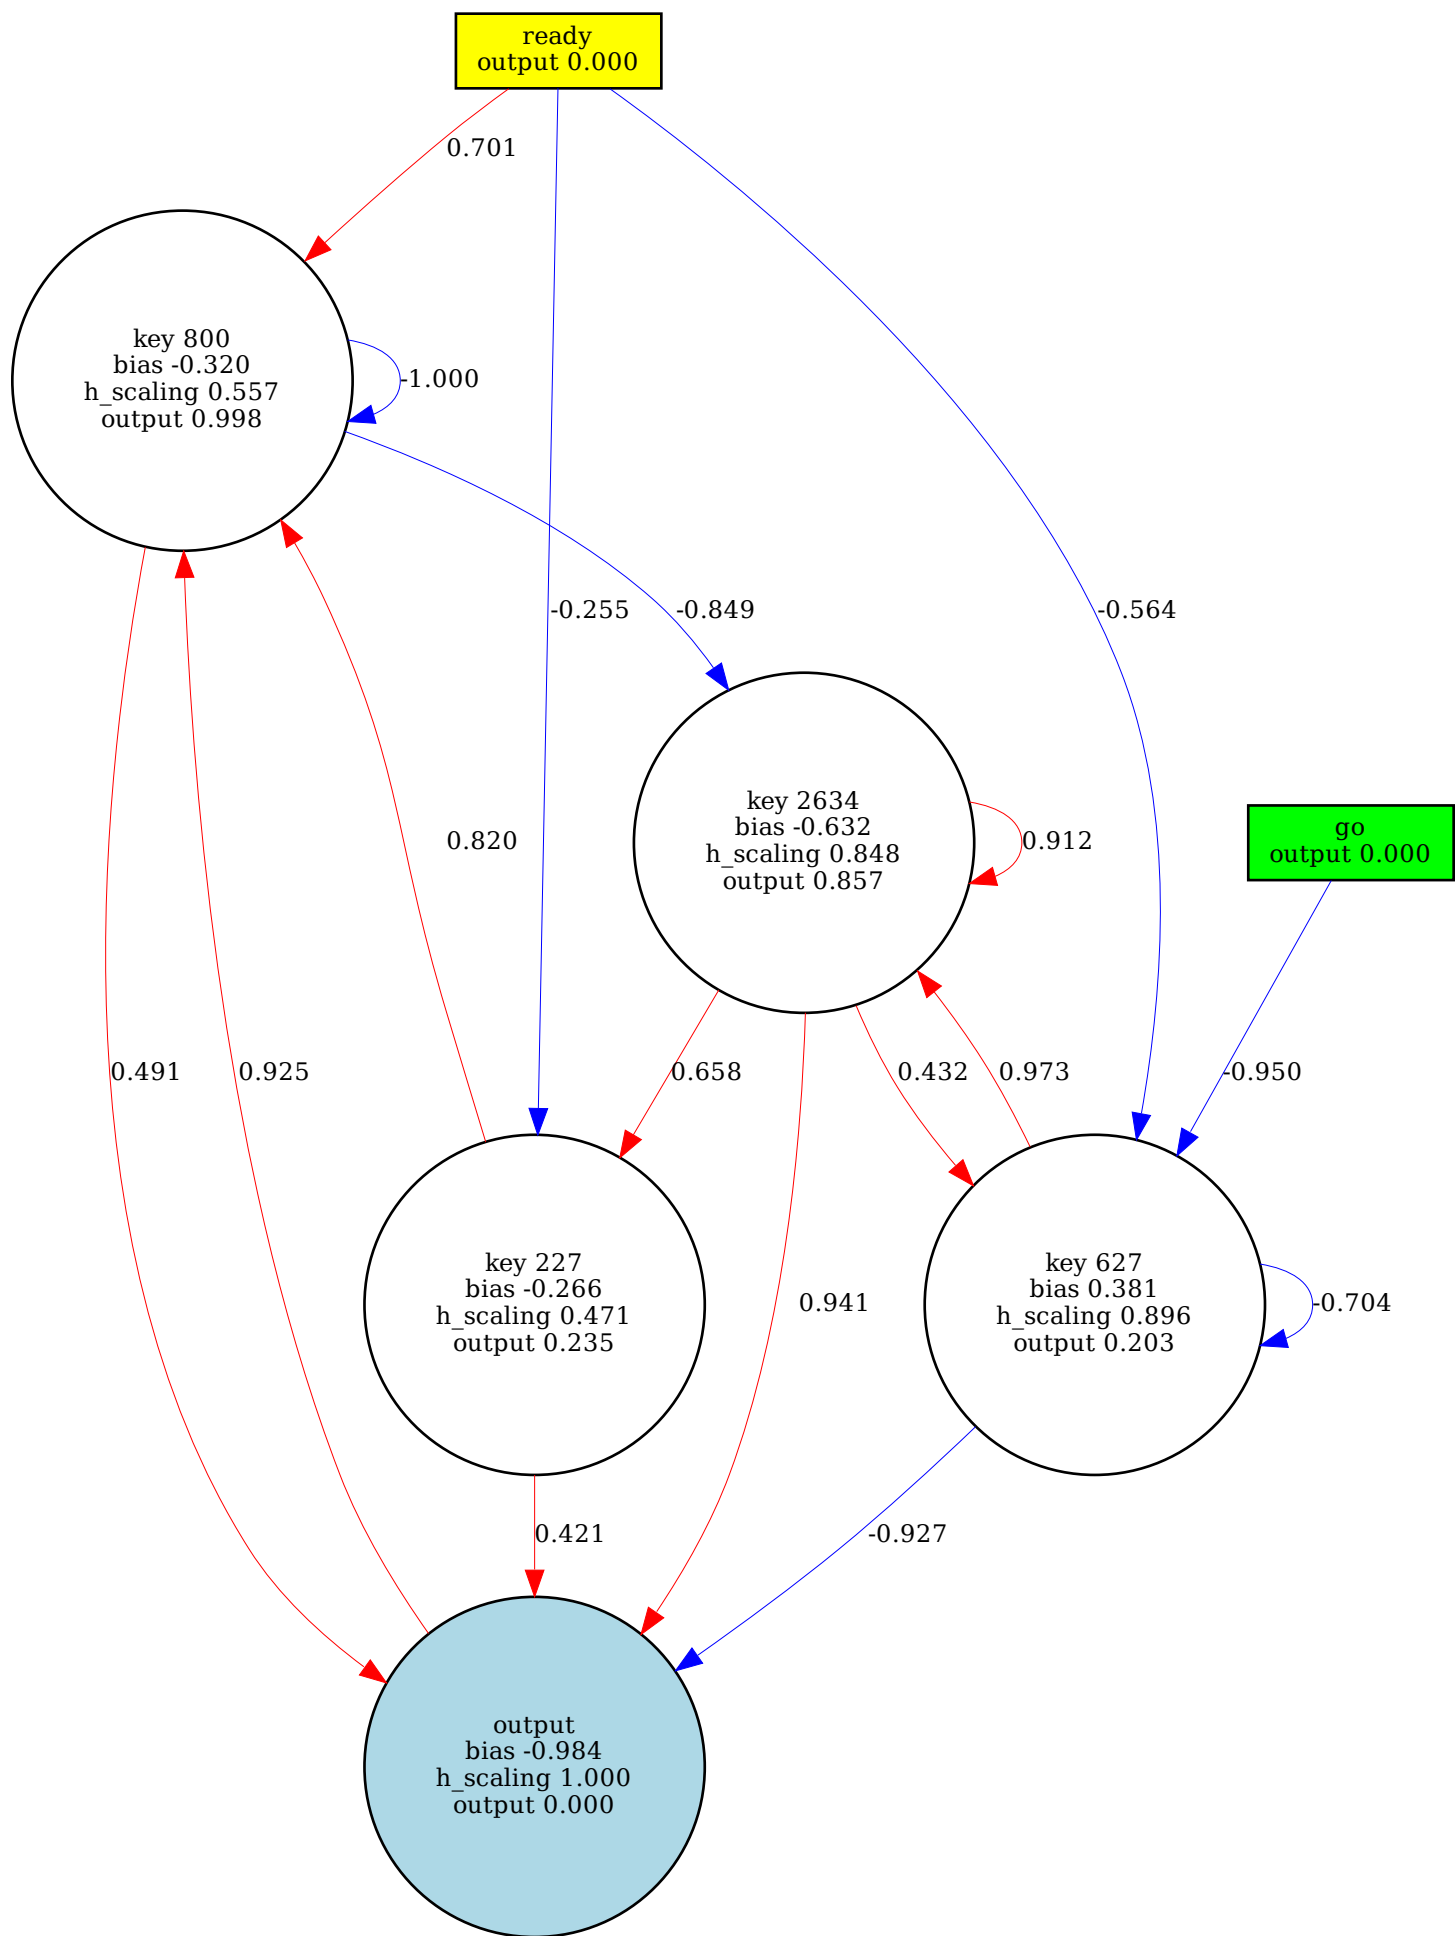 ready
output 0.000
0.701
key 800
bias -0.320
h_scaling 0.557
output 0.998
-1.000
-0.255
-0.849
-0.564
key 2634
bias -0.632
h_scaling 0.848
output 0.857
0.820
0.912
go
output 0.000
0.491
0.925
0.658
0.432
0.973
-0.950
key 227
bias -0.266
h_scaling 0.471
output 0.235
0.941
key 627
bias 0.381
h_scaling 0.896
output 0.203
-0.704
0.421
-0.927
output
bias -0.984
h_scaling 1.000
output 0.000